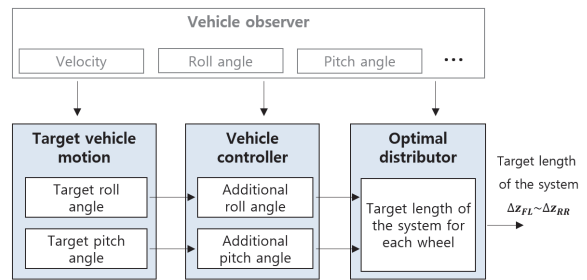 Vehicle observer
Velocity
Roll angle
Pitch angle
•••
Target vehicle
motion
Vehicle
controller
Optimal
distributor
Target roll
angle
Target pitch
angle
Additional
roll angle
Additional
pitch angle
Target length of
the system for
each wheel
Target length
of the system
Δz_FL~Δz_RR